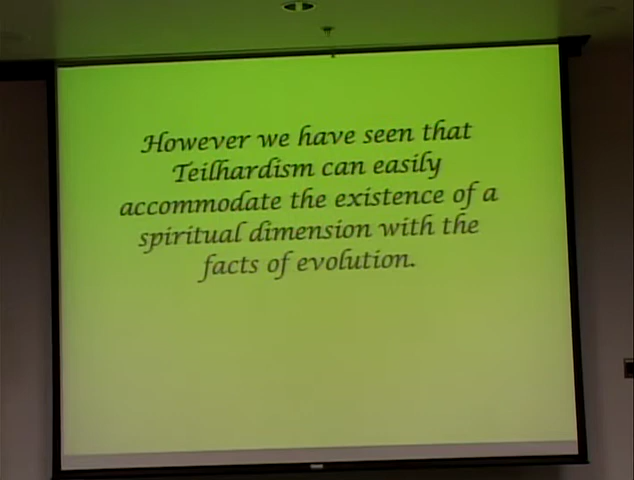 However we have seen that
Teilhardism can easily
accommodate the existence of a
spiritual dimension with the
facts of evolution.